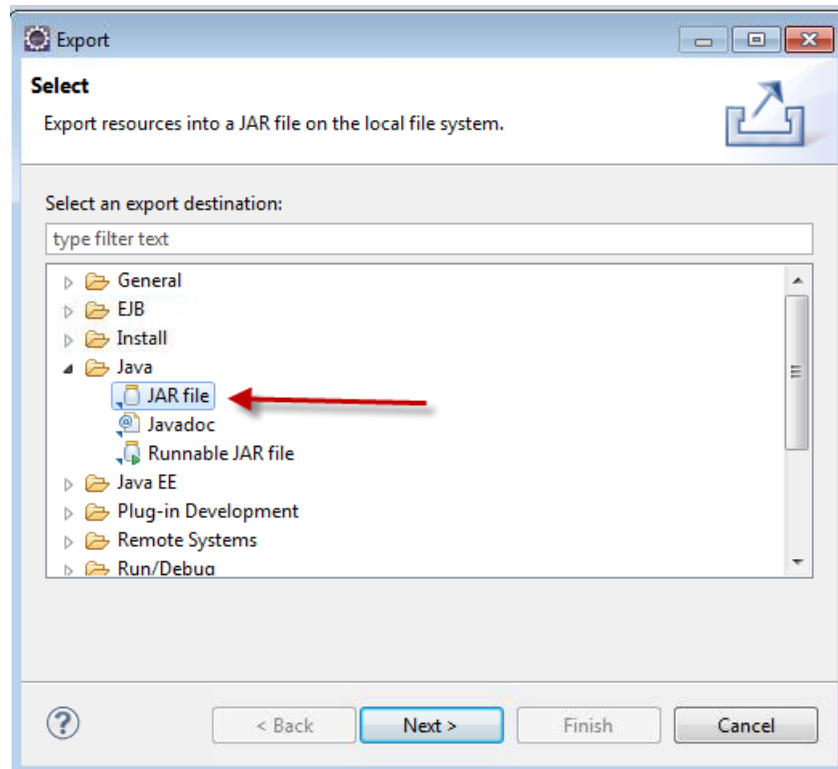 Export
Select
Export resources into a JAR file on the local file system.
Select an export destination:
type filter text
General
EJB
Install
Java
JAR file
Javadoc
Runnable JAR file
Java EE
Plug-in Development
Remote Systems
Run/Debug
? < Back Next > Finish Cancel